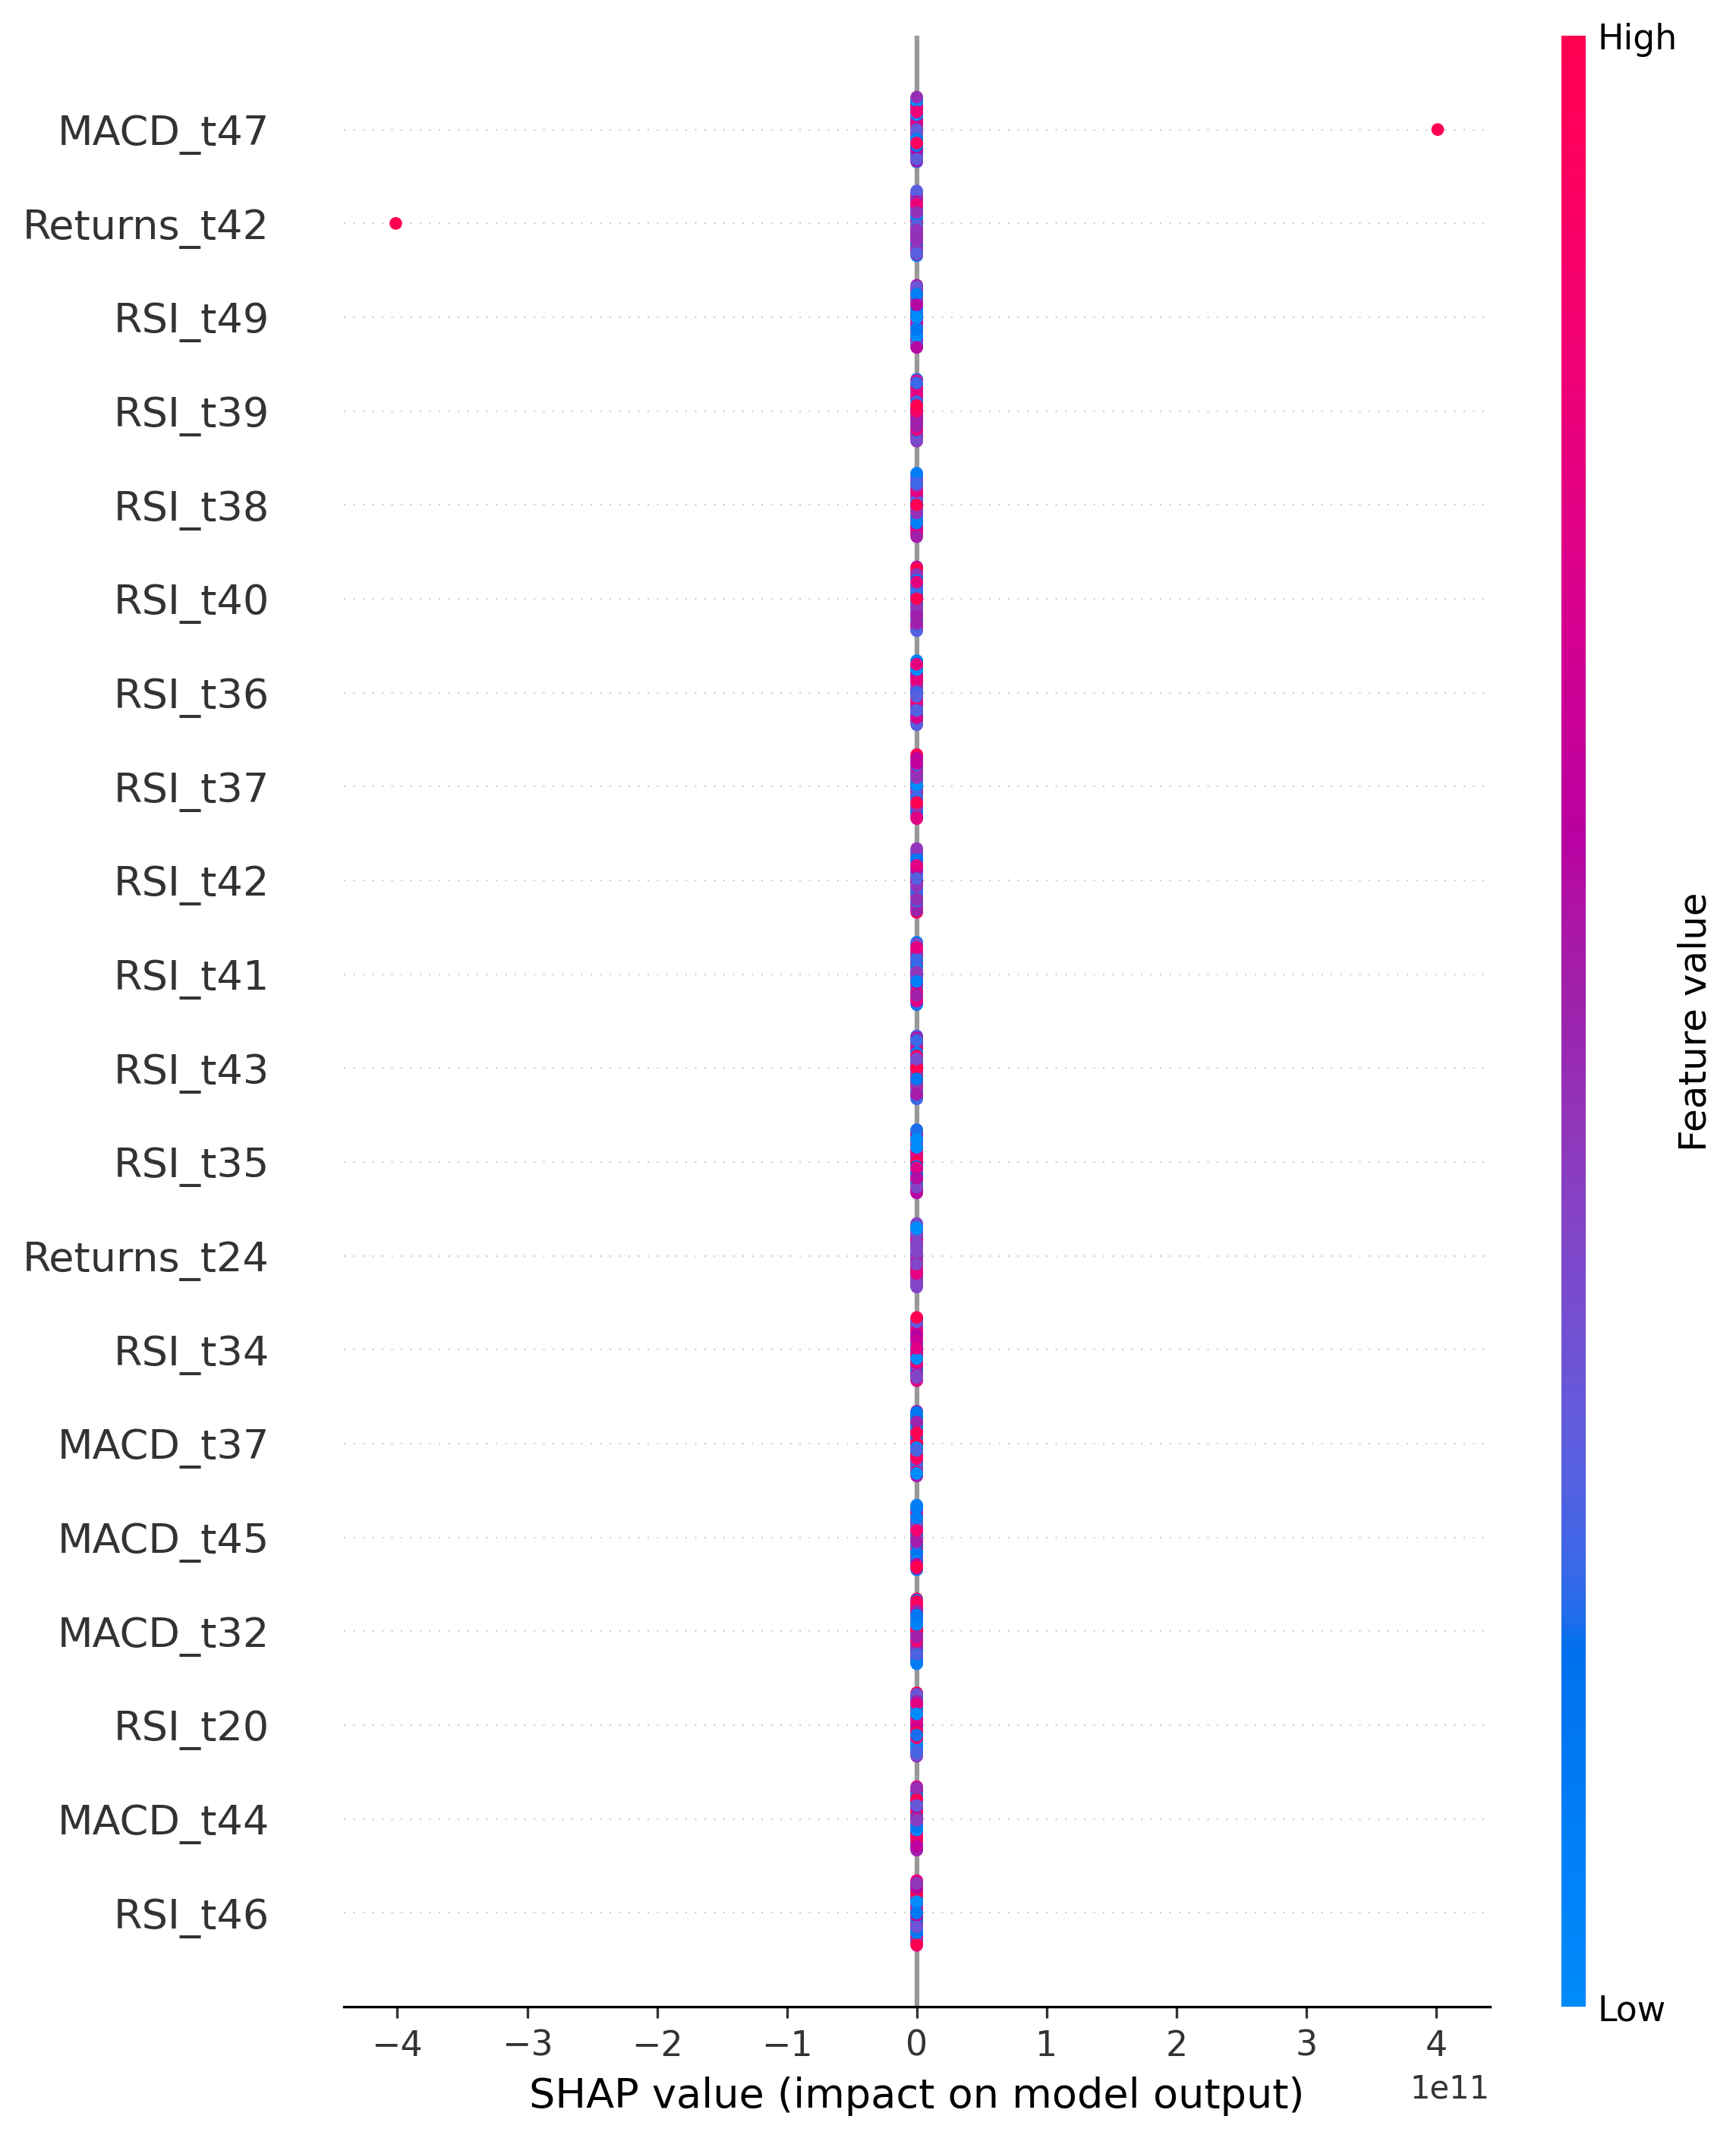 High
MACD_t47
Returns_t42
RSI_t49
RSI_t39
RSI_t38
RSI_t40
RSI_t36
RSI_t37
RSI_t42
RSI_t41
RSI_t43
RSI_t35
Returns_t24
RSI_t34
MACD_t37
MACD_t45
MACD_t32
RSI_t20
MACD_t44
RSI_t46
Feature value
Low
−4 −3 −2 −1 0 1 2 3 4
1e11
SHAP value (impact on model output)